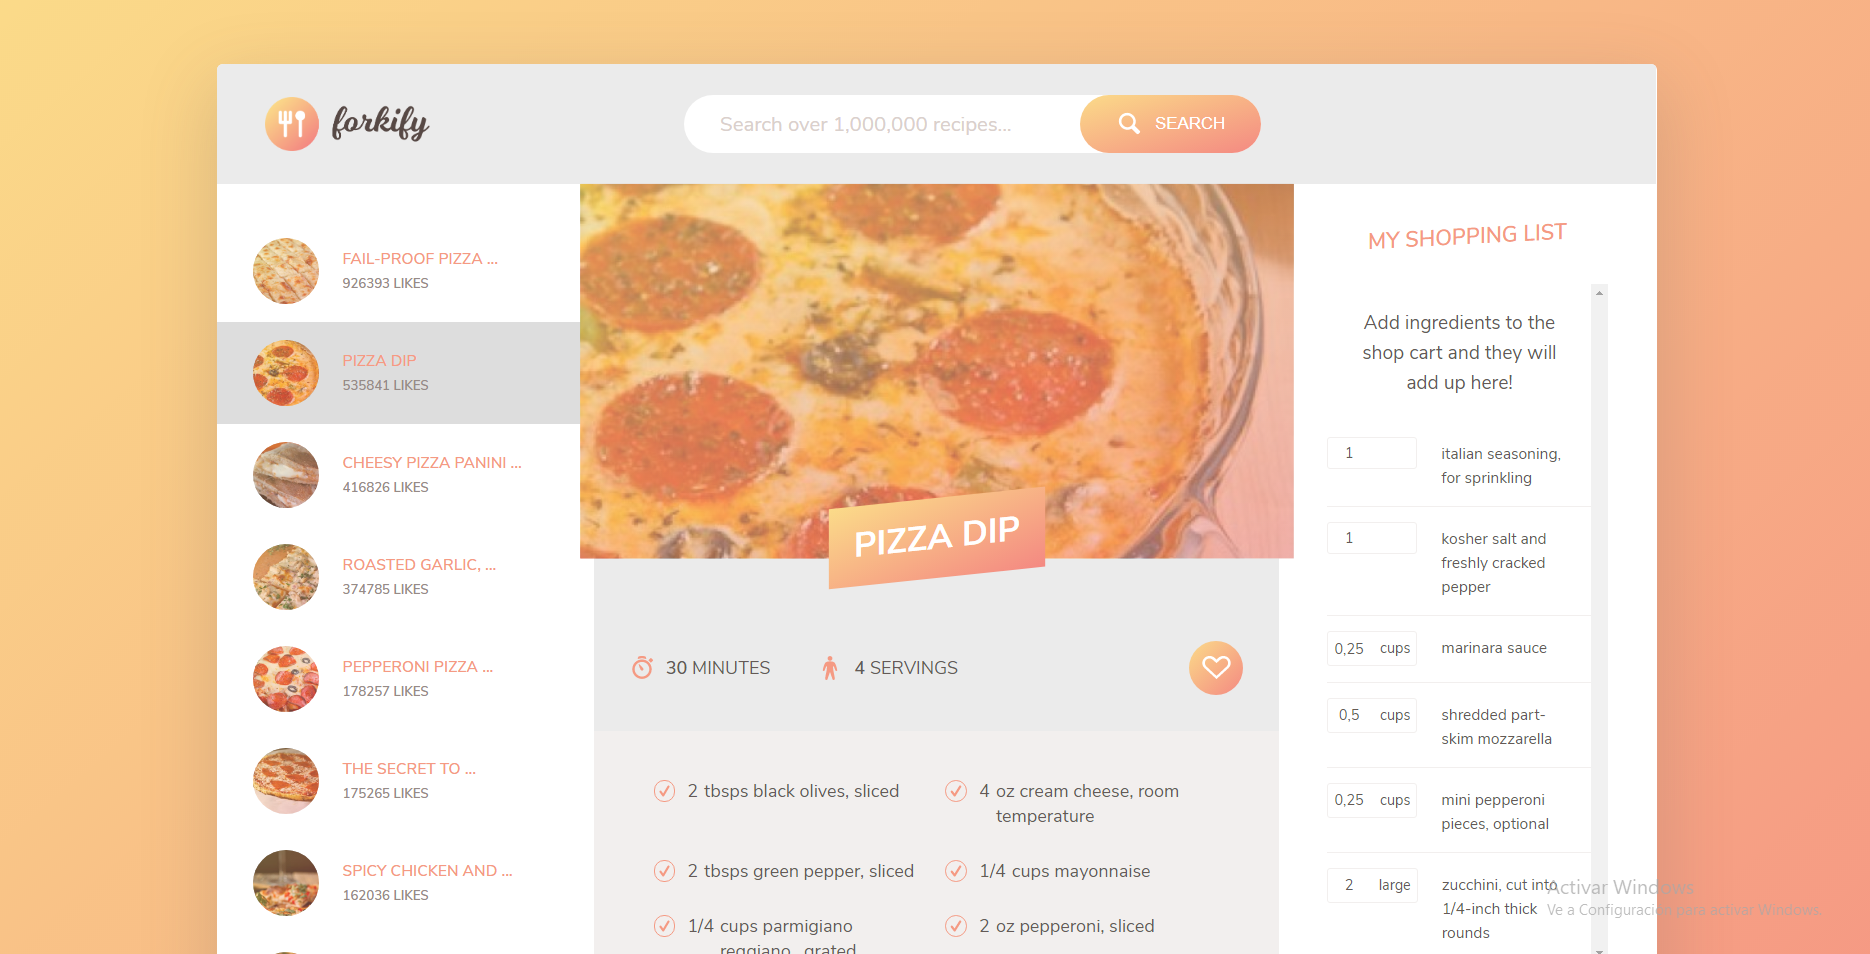 forkify
Search over 1,000,000 recipes...
SEARCH
FAIL-PROOF PIZZA ...
926393 LIKES
PIZZA DIP
535841 LIKES
CHEESY PIZZA PANINI ...
416826 LIKES
ROASTED GARLIC, ...
374785 LIKES
PEPPERONI PIZZA ...
178257 LIKES
THE SECRET TO ...
175265 LIKES
SPICY CHICKEN AND ...
162036 LIKES
PIZZA DIP
30 MINUTES
4 SERVINGS
2 tbsps black olives, sliced
4 oz cream cheese, room
temperature
2 tbsps green pepper, sliced
1/4 cups mayonnaise
1/4 cups parmigiano
reggiano, grated
2 oz pepperoni, sliced
MY SHOPPING LIST
Add ingredients to the
shop cart and they will
add up here!
1 italian seasoning,
for sprinkling
1 kosher salt and
freshly cracked
pepper
0,25 cups marinara sauce
0,5 cups shredded part-
skim mozzarella
0,25 cups mini pepperoni
pieces, optional
2 large zucchini, cut into
1/4-inch thick
rounds
Activar Windows
Ve a Configuración para activar Windows.